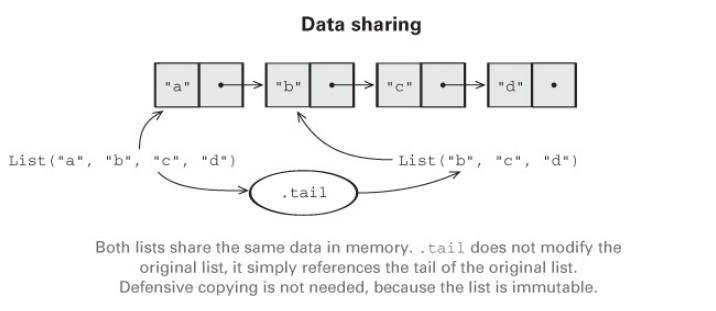 Data sharing
"a" "b" "c" "d"
List("a", "b", "c", "d") List("b", "c", "d")
.tail
Both lists share the same data in memory. .tail does not modify the
original list, it simply references the tail of the original list.
Defensive copying is not needed, because the list is immutable.